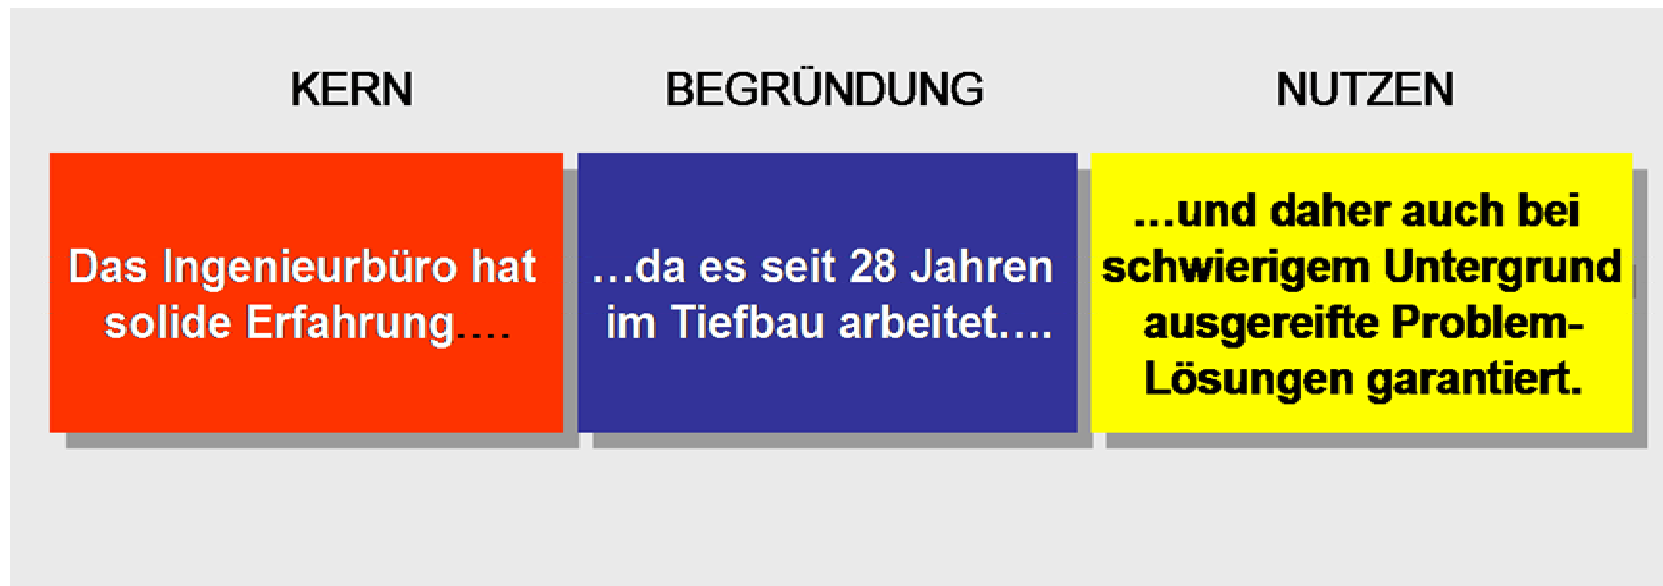 KERN
BEGRÜNDUNG
NUTZEN
Das Ingenieurbüro hat
solide Erfahrung....
...da es seit 28 Jahren
im Tiefbau arbeitet....
...und daher auch bei
schwierigem Untergrund
ausgereifte Problem-
Lösungen garantiert.